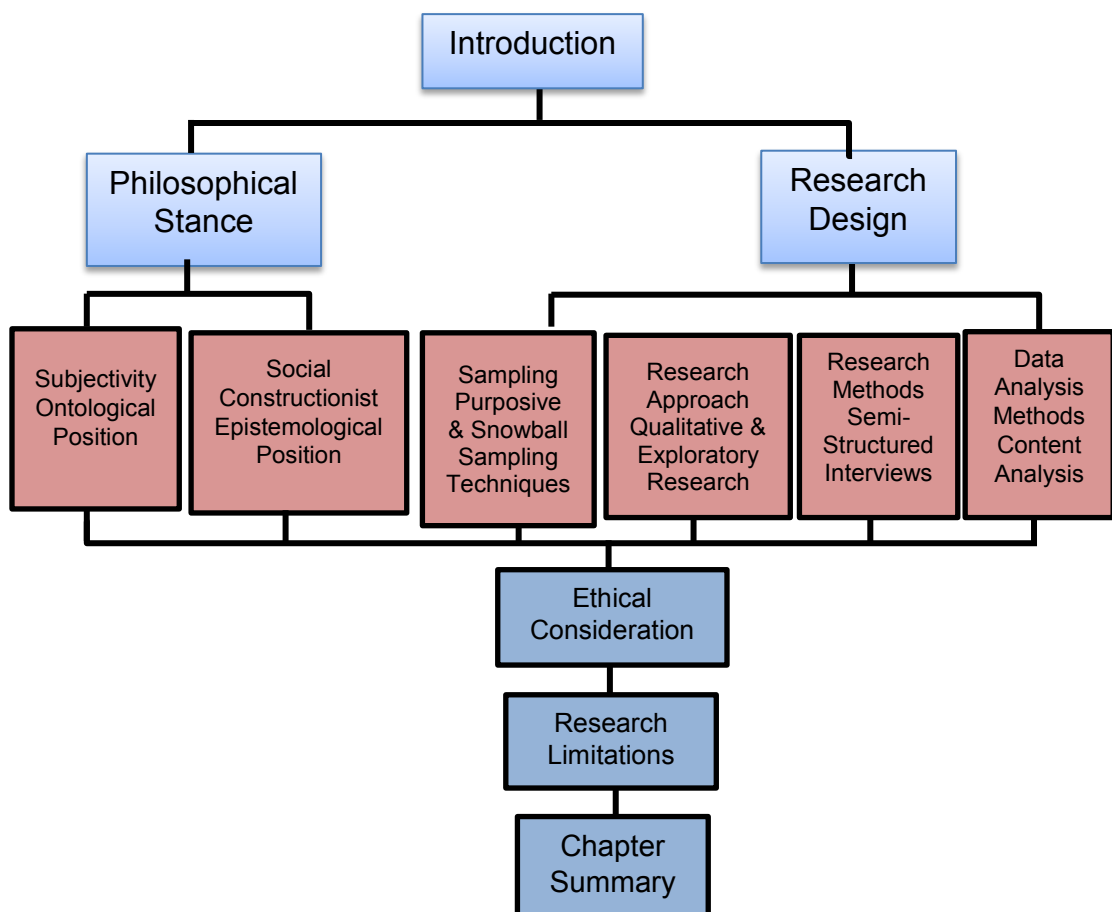 Introduction
Philosophical
Stance
Research
Design
Subjectivity
Ontological
Position
Social
Constructionist
Epistemological
Position
Sampling
Purposive
& Snowball
Sampling
Techniques
Research
Approach
Qualitative &
Exploratory
Research
Research
Methods
Semi-
Structured
Interviews
Data
Analysis
Methods
Content
Analysis
Ethical
Consideration
Research
Limitations
Chapter
Summary